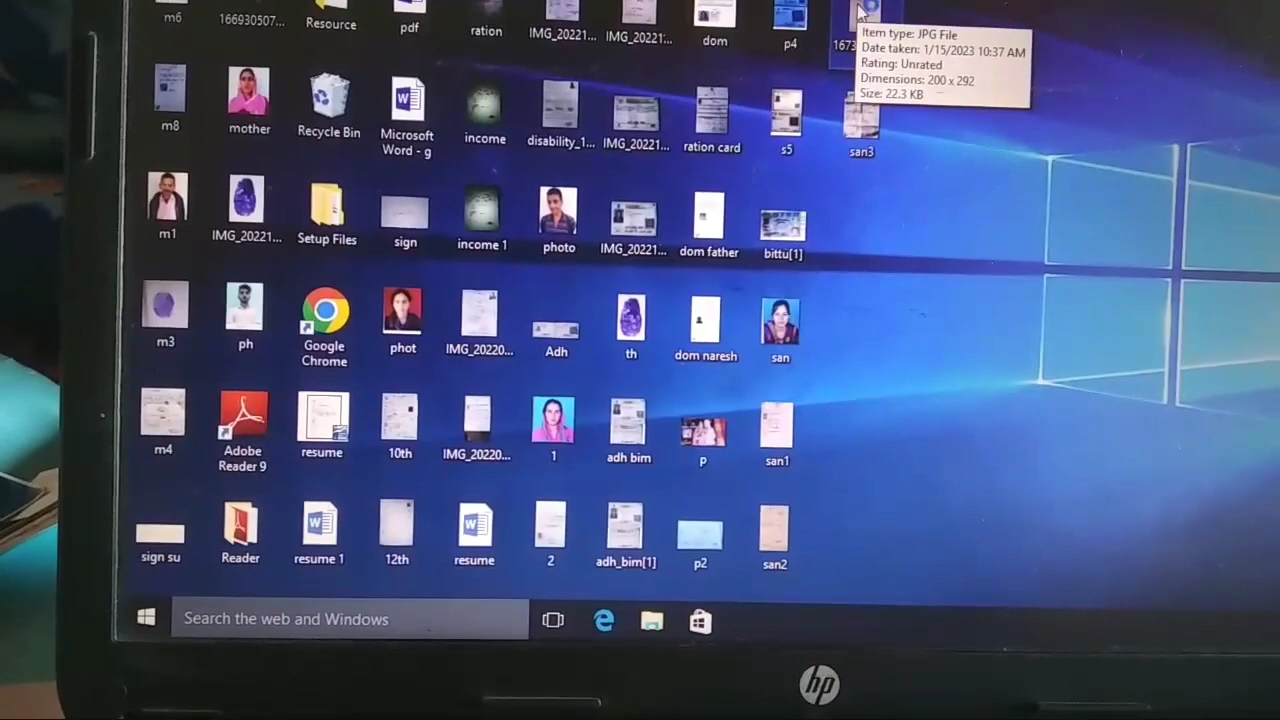 m6
166930507...
Resource
pdf
ration
IMG_20221...
IMG_20221...
dom
p4
1673
Item type: JPG File
Date taken: 1/15/2023 10:37 AM
Rating: Unrated
Dimensions: 200 x 292
Size: 22.3 KB
m8
mother
Recycle Bin
Microsoft
Word - g
income
disability_1...
IMG_20221...
ration card
s5
san3
m1
IMG_20221...
Setup Files
sign
income 1
photo
IMG_20221...
dom father
bittu[1]
m3
ph
Google
Chrome
phot
IMG_20220...
Adh
th
dom naresh
san
m4
Adobe
Reader 9
resume
10th
IMG_20220...
1
adh bim
p
san1
sign su
Reader
resume 1
12th
resume
2
adh_bim[1]
p2
san2
Search the web and Windows
hp